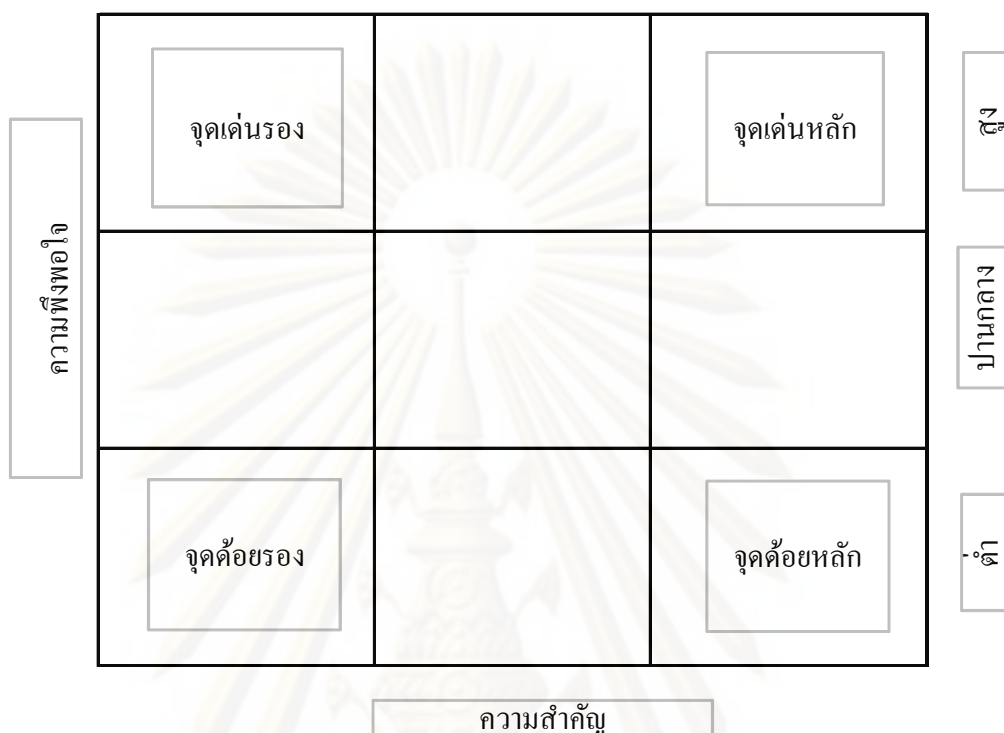 จุดเด่นรอง
จุดเด่นหลัก
สูง
ความพึงพอใจ
ปานกลาง
จุดด้อยรอง
จุดด้อยหลัก
ต่ำ
ความสำคัญ